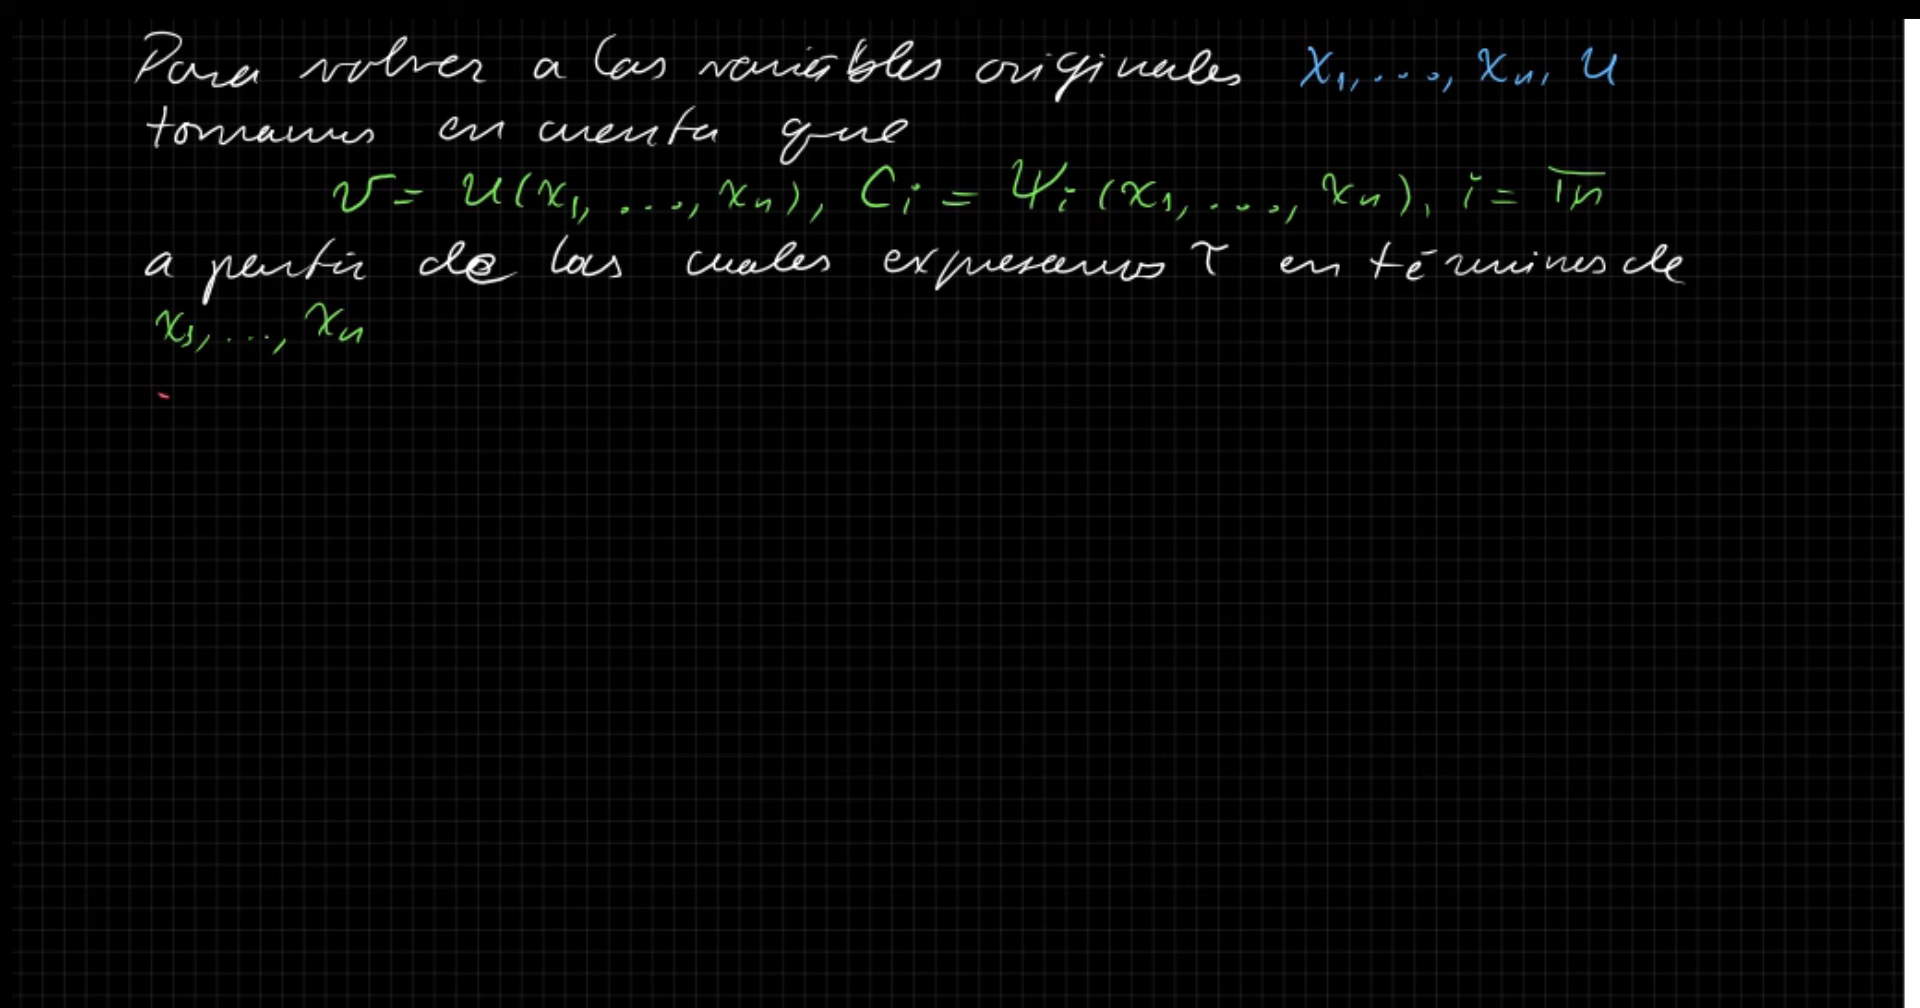 Para volver a las variables originales x₁, ..., xₙ, u
tomamos en cuenta que
v = u(x₁, ..., xₙ), Cᵢ = Ψᵢ(x₁, ..., xₙ), i = 1̅n̅
a partir de las cuales expresamos τ en términos de
x₁, ..., xₙ